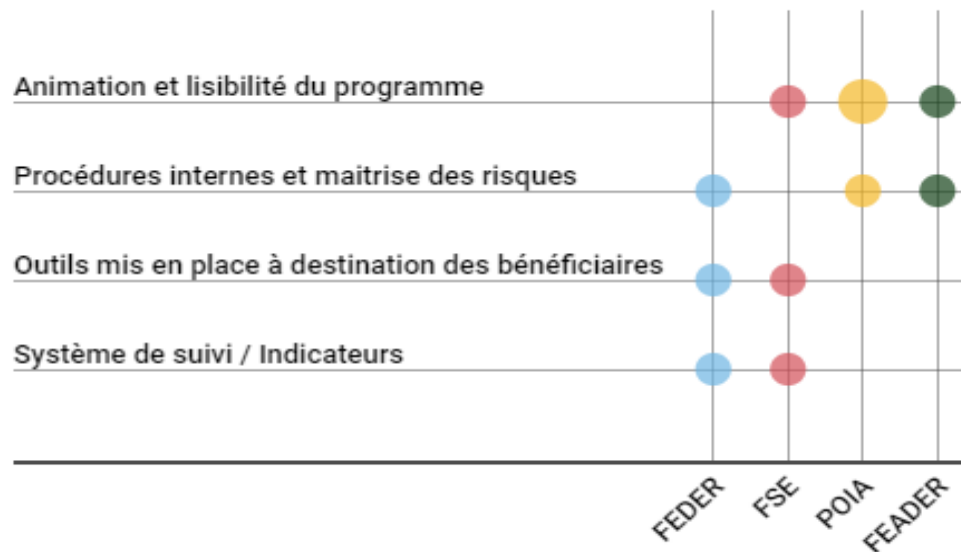 Animation et lisibilité du programme
Procédures internes et maitrise des risques
Outils mis en place à destination des bénéficiaires
Système de suivi / Indicateurs
FEDER
FSE
POIA
FEADER